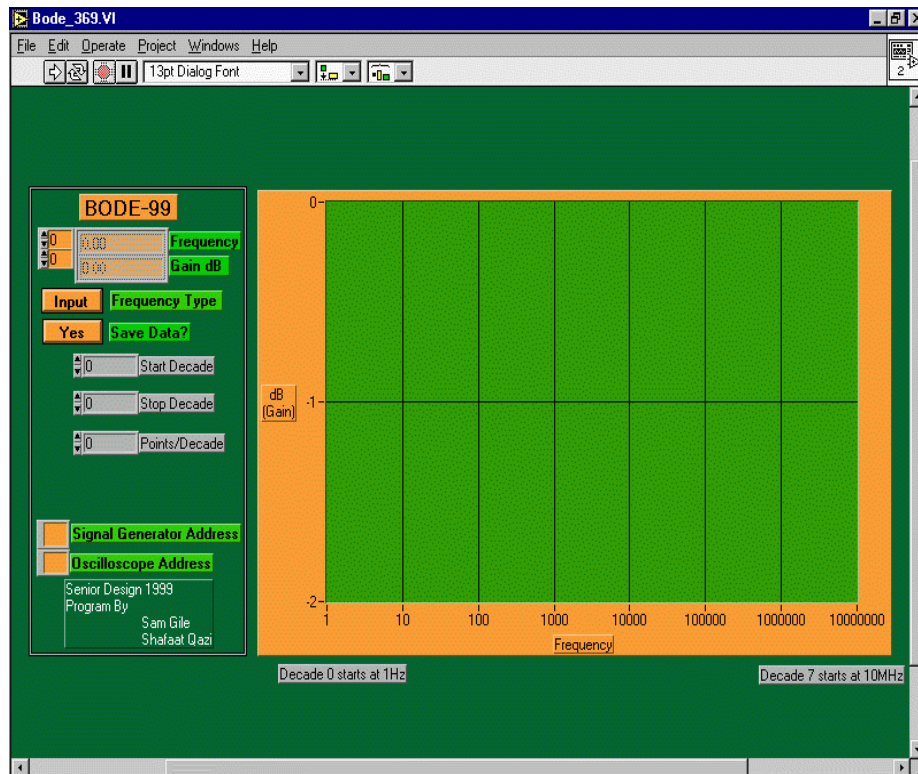 Bode_369.VI
File Edit Operate Project Windows Help
13pt Dialog Font
2
BODE-99
0 0.00 Frequency
0 0.00 Gain dB
Input Frequency Type
Yes Save Data?
0 Start Decade
0 Stop Decade
0 Points/Decade
Signal Generator Address
Oscilloscope Address
Senior Design 1999
Program By
Sam Gile
Shafaat Qazi
0
dB
(Gain)
-1
-2
1 10 100 1000 10000 100000 1000000 10000000
Frequency
Decade 0 starts at 1Hz
Decade 7 starts at 10MHz